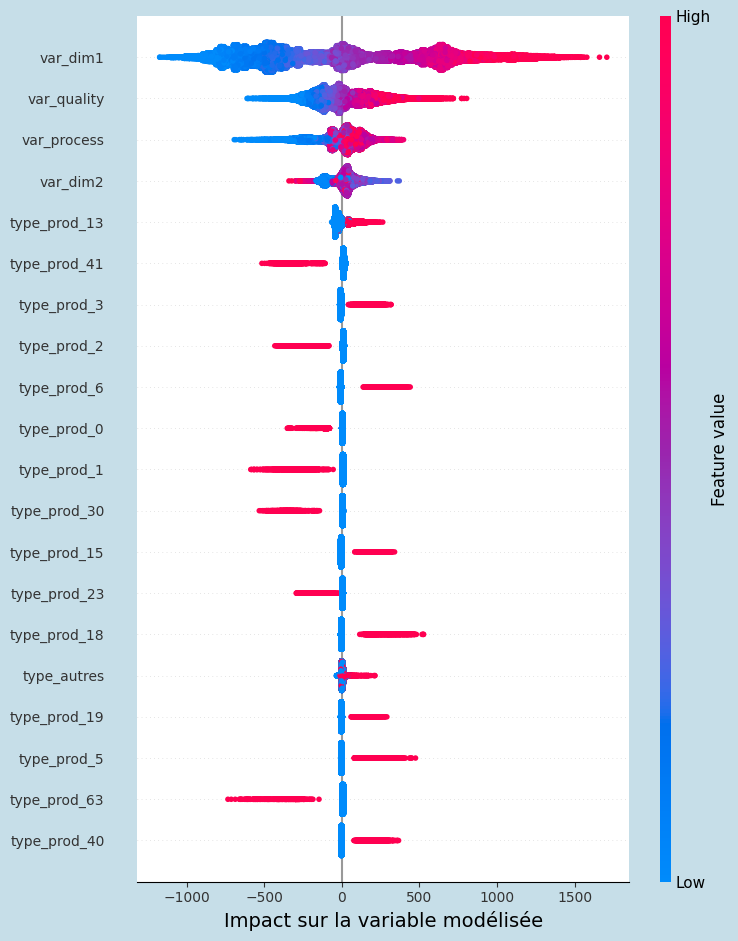 High
var_dim1
var_quality
var_process
var_dim2
type_prod_13
type_prod_41
type_prod_3
type_prod_2
type_prod_6
type_prod_0
type_prod_1
type_prod_30
type_prod_15
type_prod_23
type_prod_18
type_autres
type_prod_19
type_prod_5
type_prod_63
type_prod_40
Feature value
Low
−1000 −500 0 500 1000 1500
Impact sur la variable modélisée